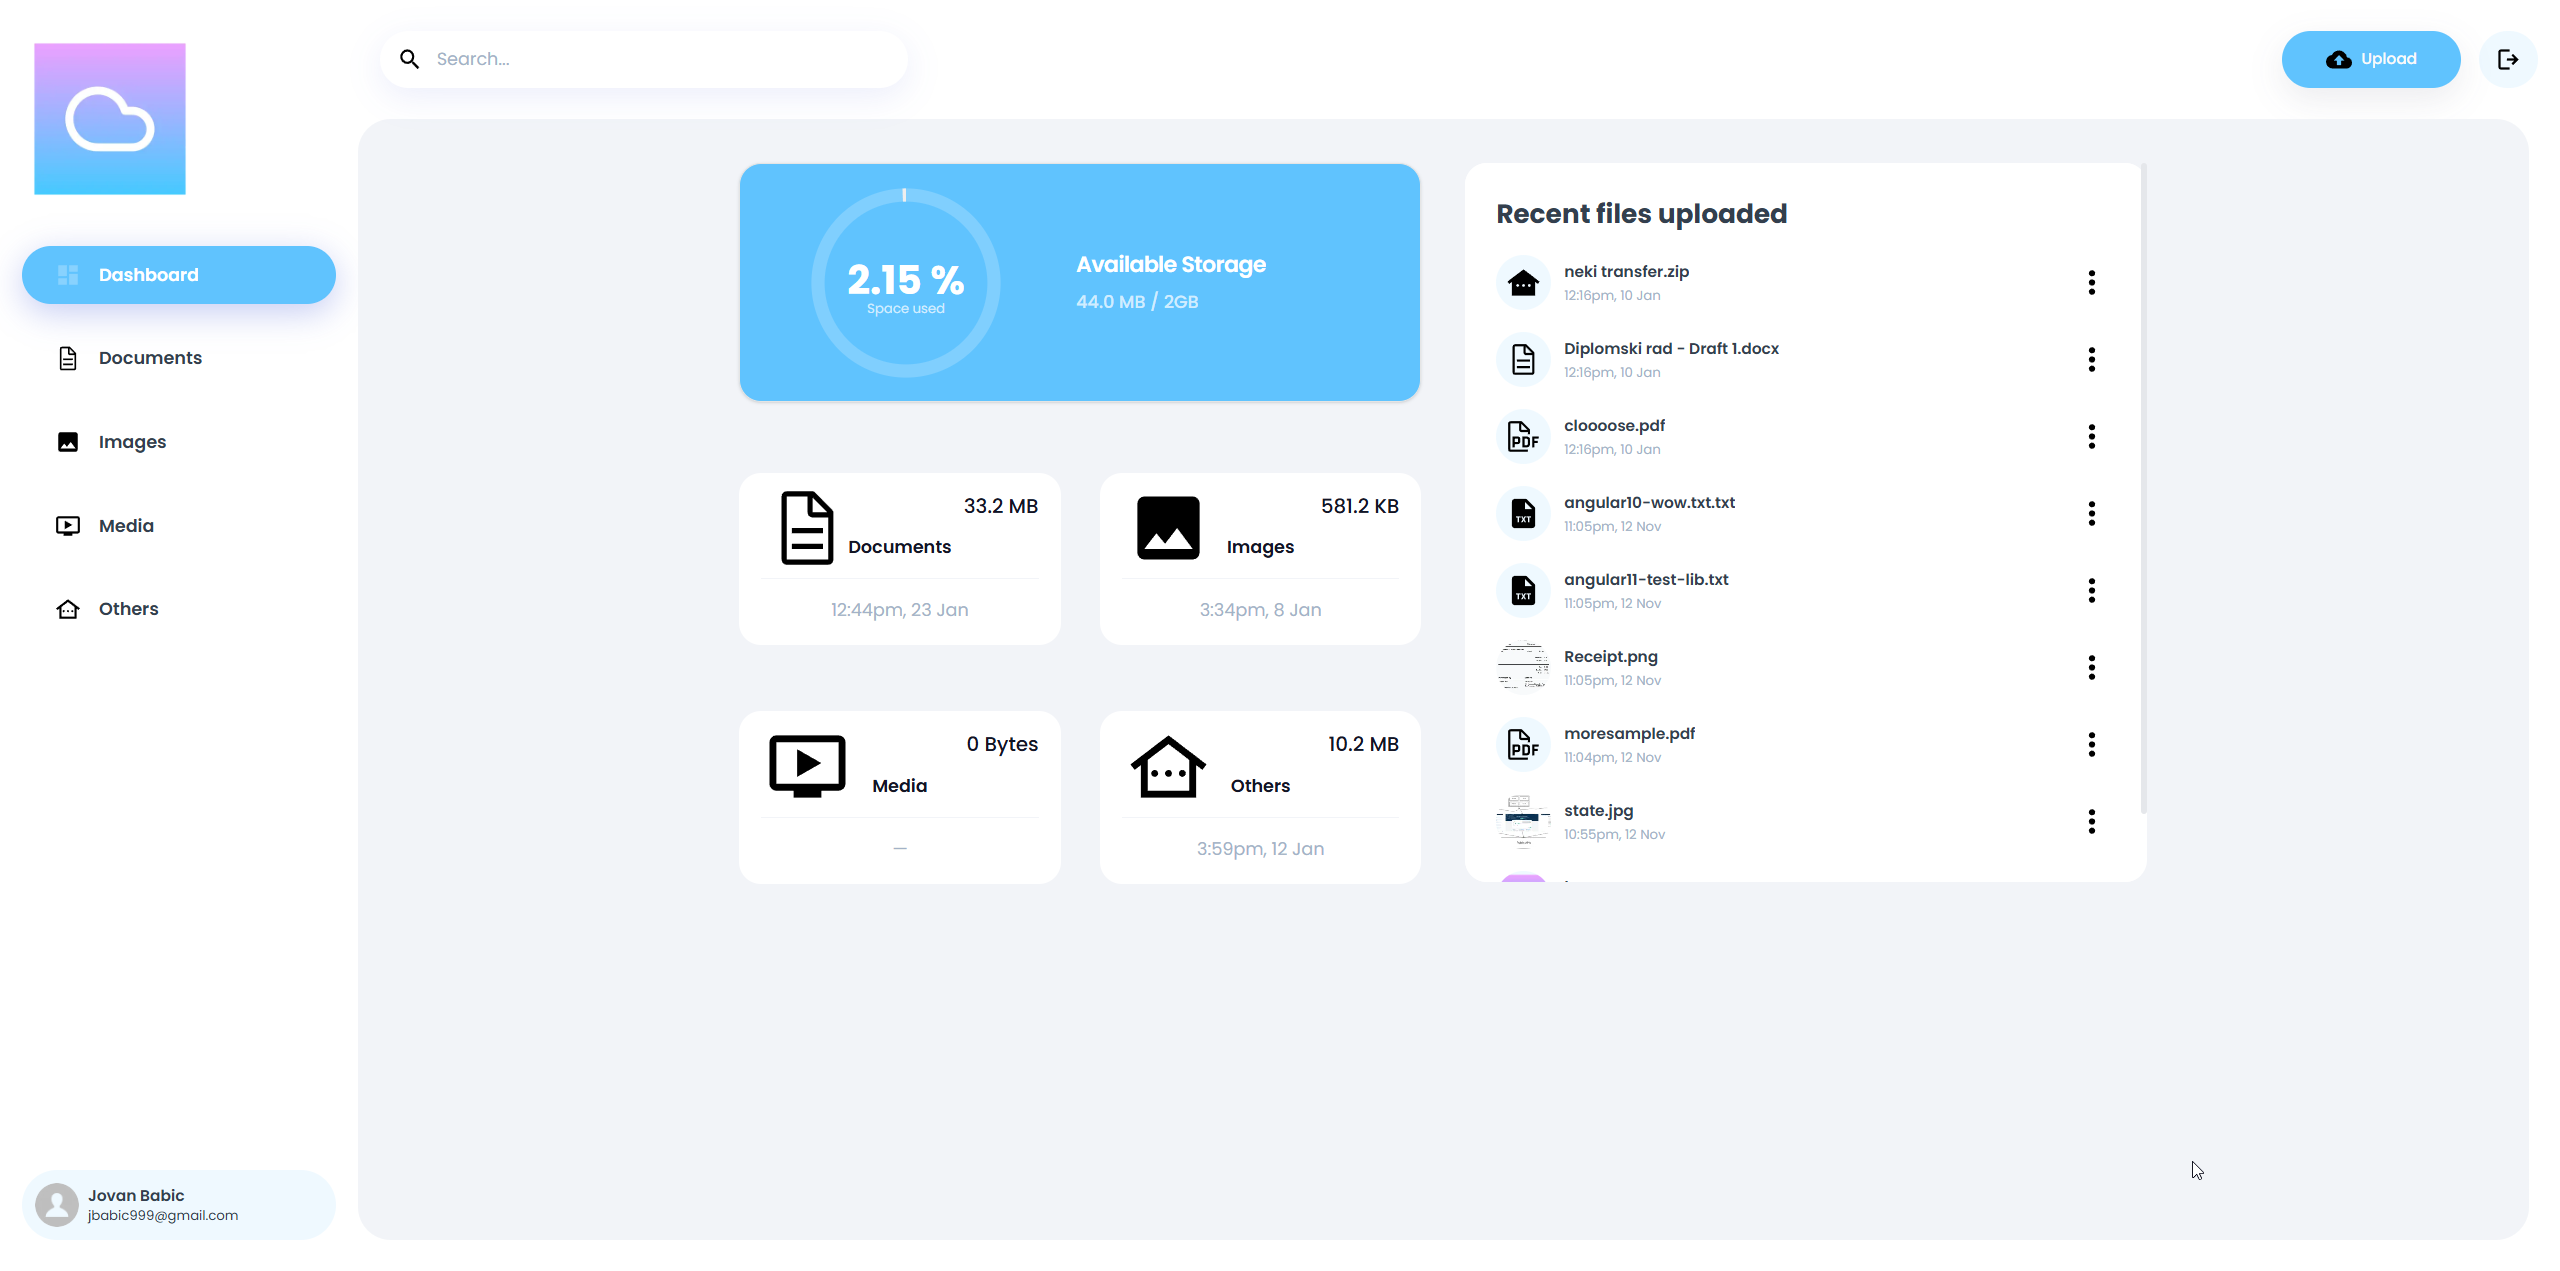 Search...
Upload
Dashboard
Documents
Images
Media
Others
Jovan Babic
jbabic999@gmail.com
2.15 %
Space used
Available Storage
44.0 MB / 2GB
33.2 MB
Documents
12:44pm, 23 Jan
581.2 KB
Images
3:34pm, 8 Jan
0 Bytes
Media
—
10.2 MB
Others
3:59pm, 12 Jan
Recent files uploaded
neki transfer.zip
12:16pm, 10 Jan
Diplomski rad - Draft 1.docx
12:16pm, 10 Jan
PDF
cloooose.pdf
12:16pm, 10 Jan
TXT
angular10-wow.txt.txt
11:05pm, 12 Nov
TXT
angular11-test-lib.txt
11:05pm, 12 Nov
Receipt.png
11:05pm, 12 Nov
PDF
moresample.pdf
11:04pm, 12 Nov
state.jpg
10:55pm, 12 Nov